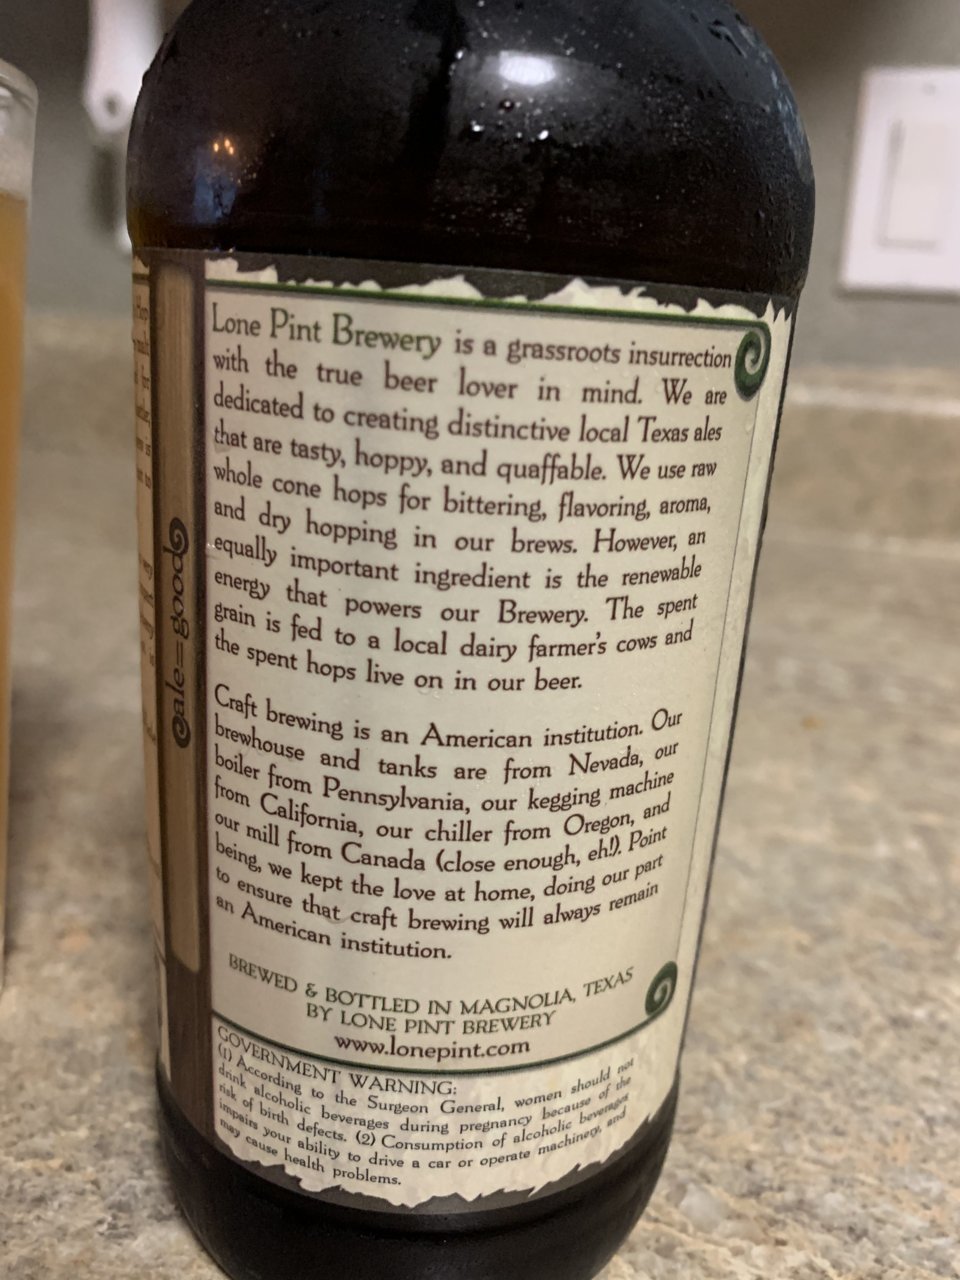 Lone Pint Brewery is a grassroots insurrection
with the true beer lover in mind. We are
dedicated to creating distinctive local Texas ales
that are tasty, hoppy, and quaffable. We use raw
whole cone hops for bittering, flavoring, aroma,
and dry hopping in our brews. However, an
equally important ingredient is the renewable
energy that powers our Brewery. The spent
grain is fed to a local dairy farmer's cows and
the spent hops live on in our beer.
Craft brewing is an American institution. Our
brewhouse and tanks are from Nevada, our
boiler from Pennsylvania, our kegging machine
from California, our chiller from Oregon, and
our mill from Canada (close enough, eh!). Point
being, we kept the love at home, doing our part
to ensure that craft brewing will always remain
an American institution.
BREWED & BOTTLED IN MAGNOLIA, TEXAS
BY LONE PINT BREWERY
www.lonepint.com
GOVERNMENT WARNING:
(1) According to the Surgeon General, women should not
drink alcoholic beverages during pregnancy because of the
risk of birth defects. (2) Consumption of alcoholic beverages
impairs your ability to drive a car or operate machinery, and
may cause health problems.
ale=good